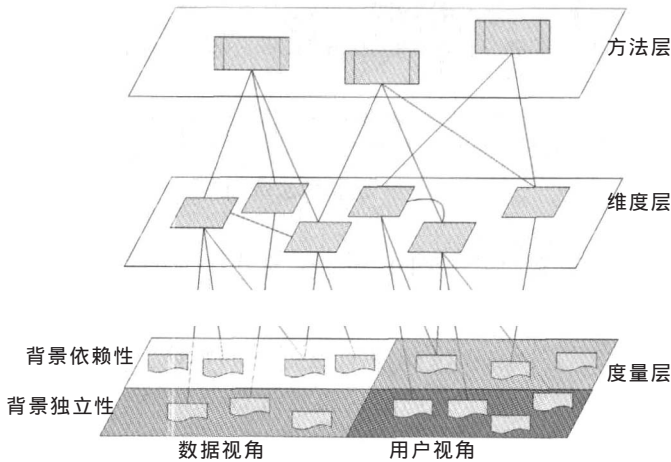 方法层
维度层
背景依赖性
度量层
背景独立性
数据视角
用户视角